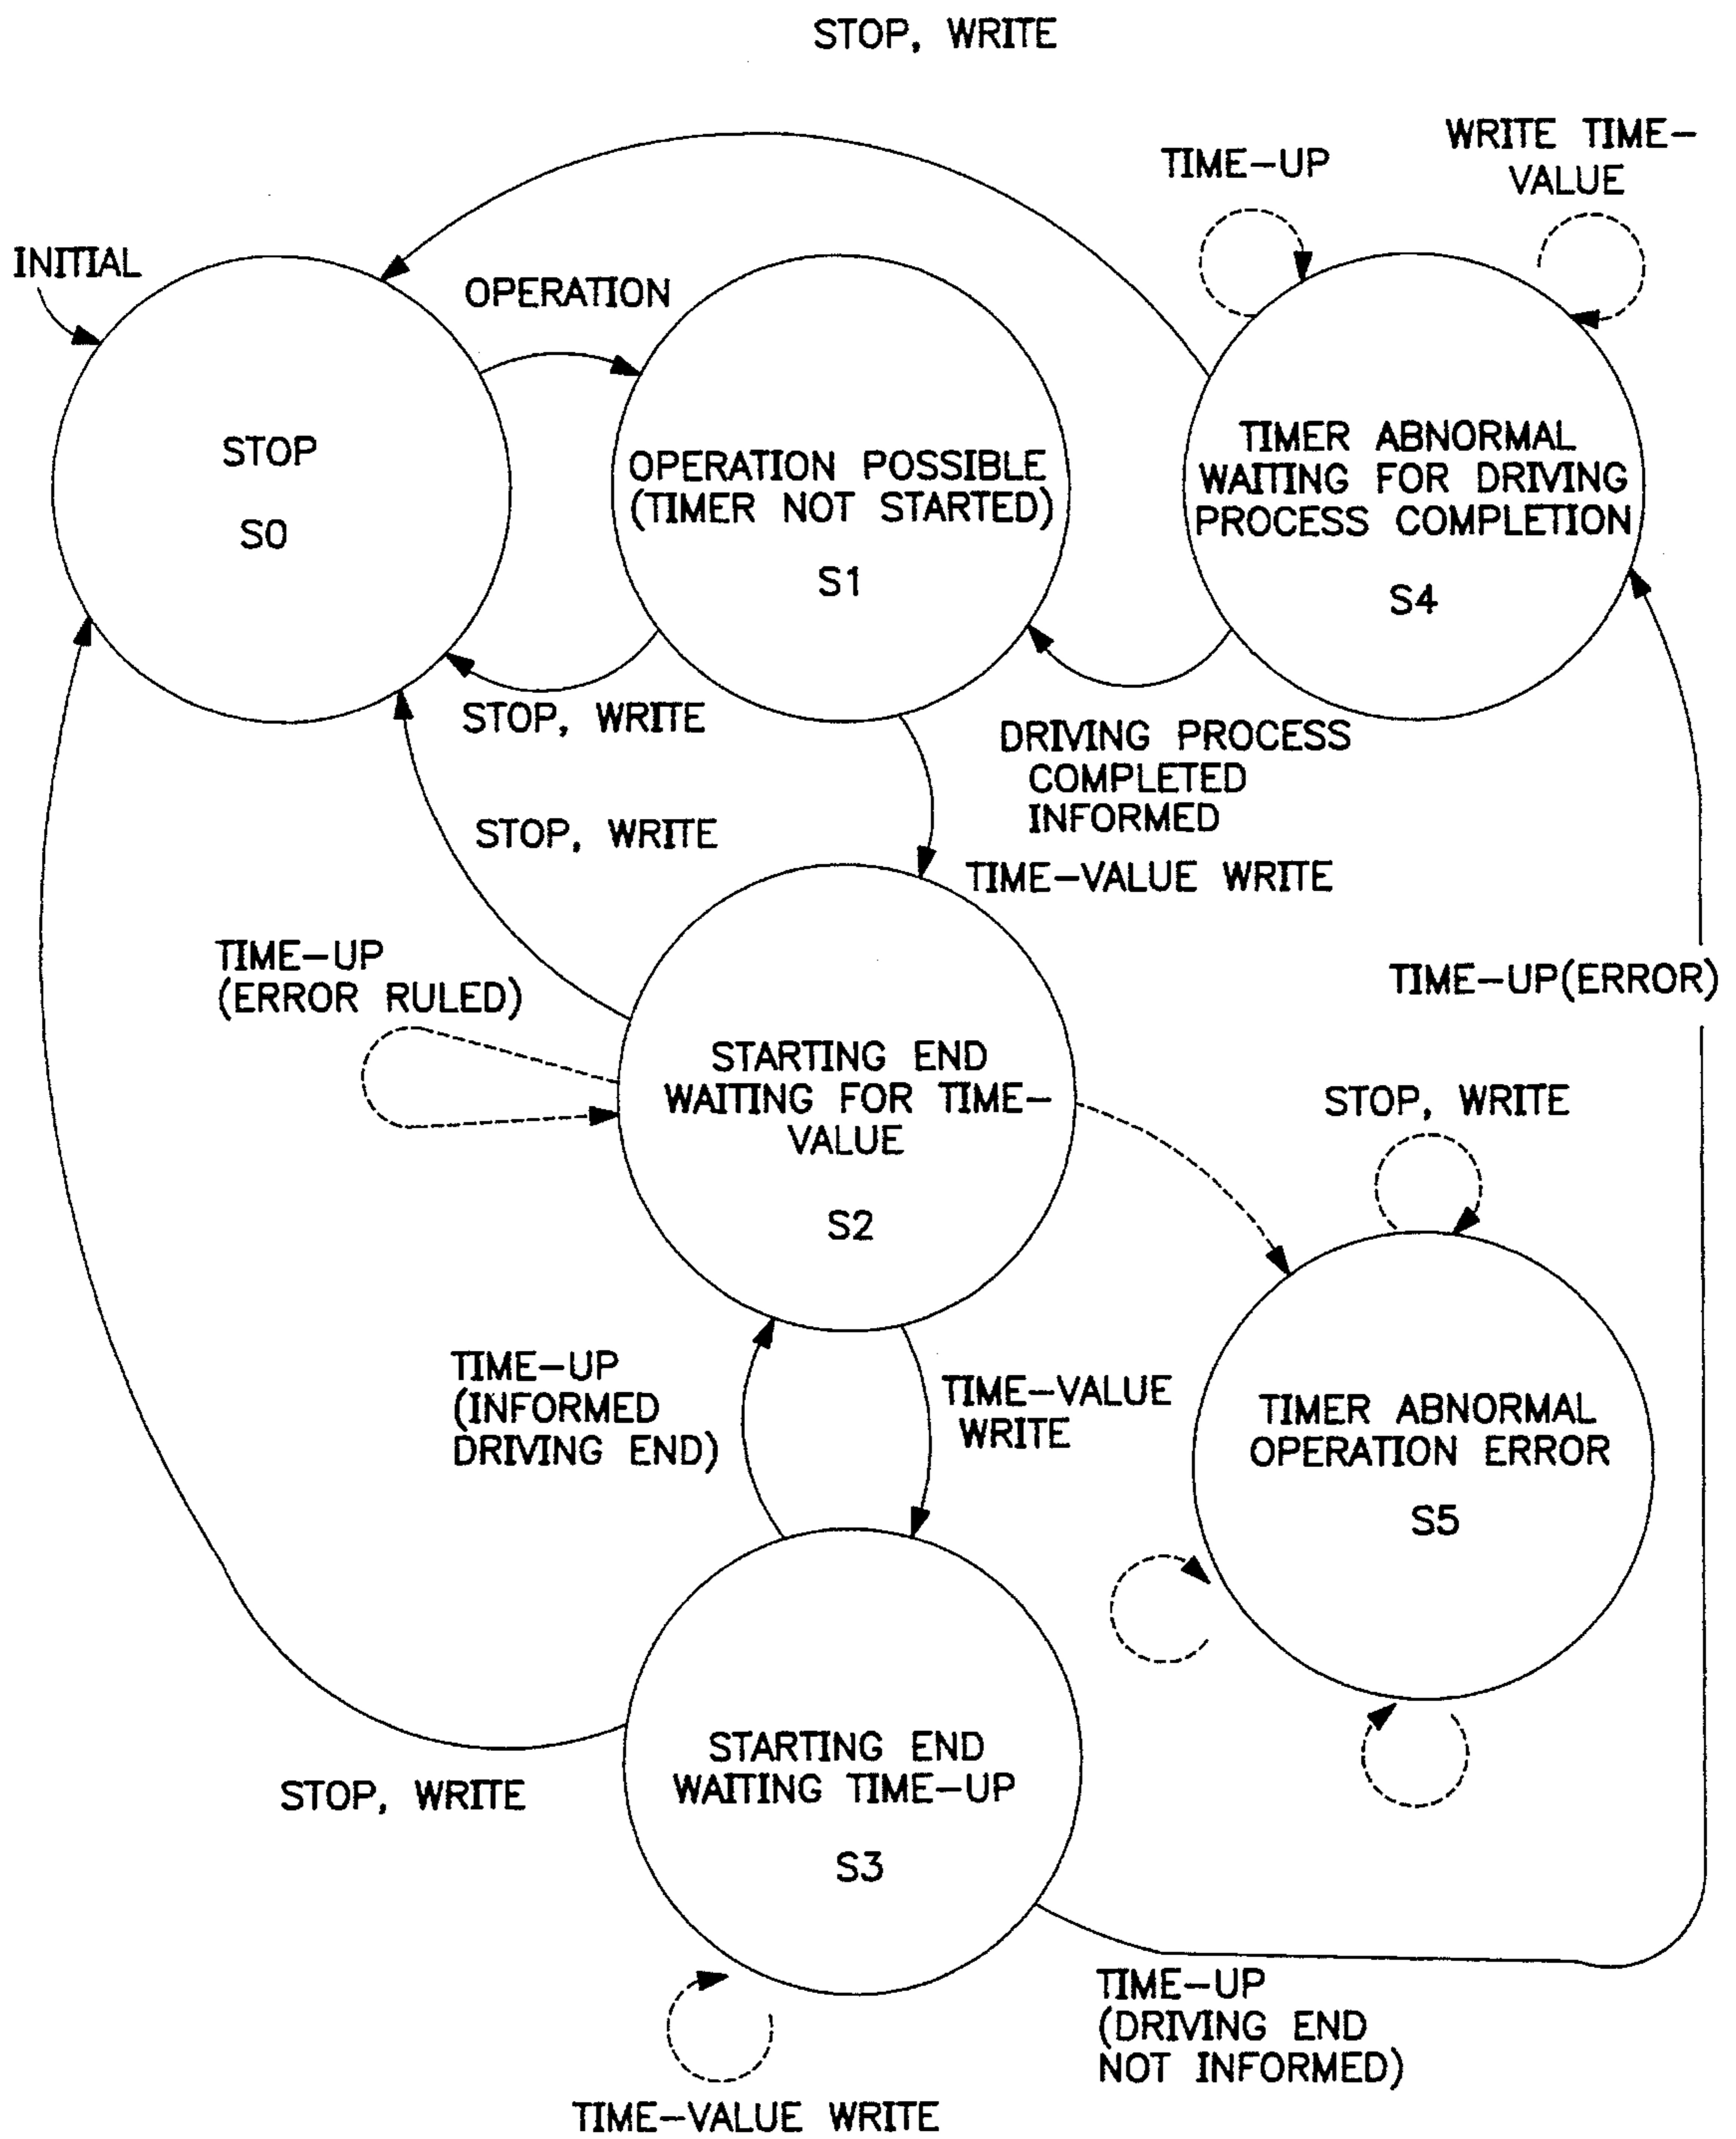 STOP, WRITE
WRITE TIME-
VALUE
TIME-UP
INITIAL
OPERATION
STOP
S0
OPERATION POSSIBLE
(TIMER NOT STARTED)
S1
TIMER ABNORMAL
WAITING FOR DRIVING
PROCESS COMPLETION
S4
STOP, WRITE
DRIVING PROCESS
COMPLETED
INFORMED
STOP, WRITE
TIME-VALUE WRITE
TIME-UP
(ERROR RULED)
TIME-UP(ERROR)
STARTING END
WAITING FOR TIME-
VALUE
S2
STOP, WRITE
TIME-UP
(INFORMED
DRIVING END)
TIME-VALUE
WRITE
TIMER ABNORMAL
OPERATION ERROR
S5
STARTING END
WAITING TIME-UP
S3
STOP, WRITE
TIME-UP
(DRIVING END
NOT INFORMED)
TIME-VALUE WRITE